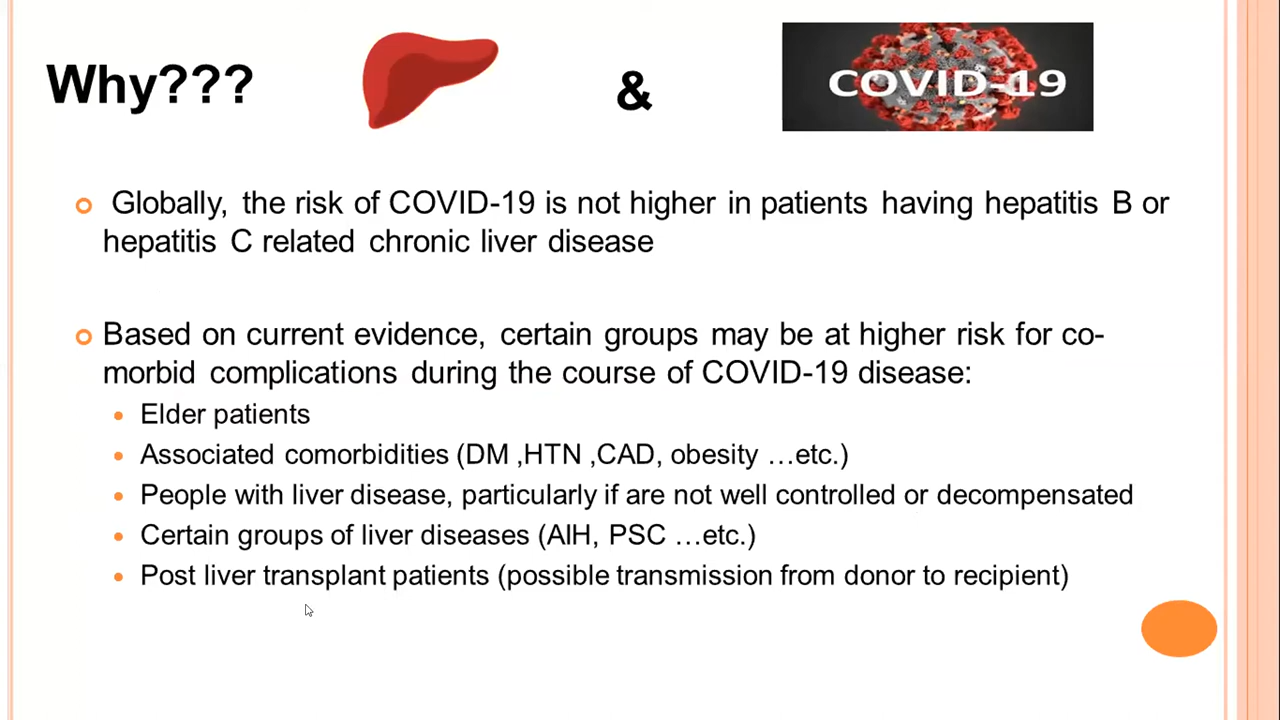 Why???
&
COVID-19
Globally, the risk of COVID-19 is not higher in patients having hepatitis B or
hepatitis C related chronic liver disease
Based on current evidence, certain groups may be at higher risk for co-
morbid complications during the course of COVID-19 disease:
Elder patients
Associated comorbidities (DM ,HTN ,CAD, obesity …etc.)
People with liver disease, particularly if are not well controlled or decompensated
Certain groups of liver diseases (AIH, PSC …etc.)
Post liver transplant patients (possible transmission from donor to recipient)